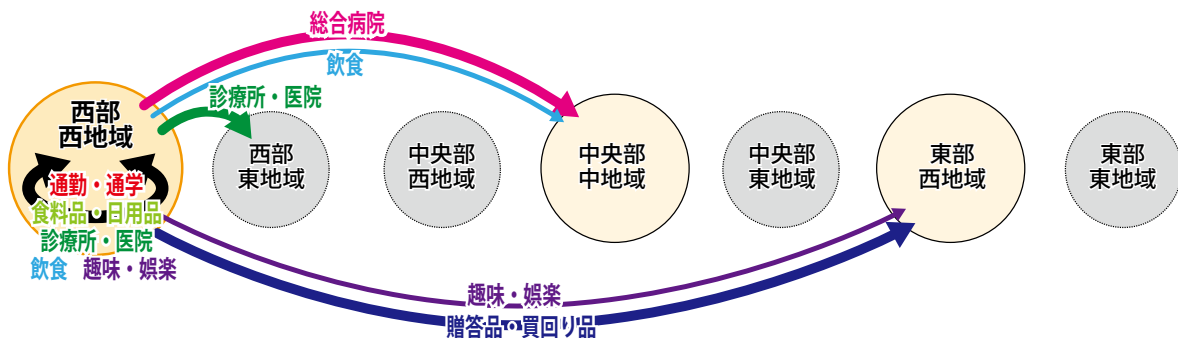 総合病院
飲食
診療所・医院
西部
西地域
通勤・通学
食料品・日用品
診療所・医院
飲食 趣味・娯楽
西部
東地域
中央部
西地域
中央部
中地域
中央部
東地域
東部
西地域
東部
東地域
趣味・娯楽
贈答品・買回り品